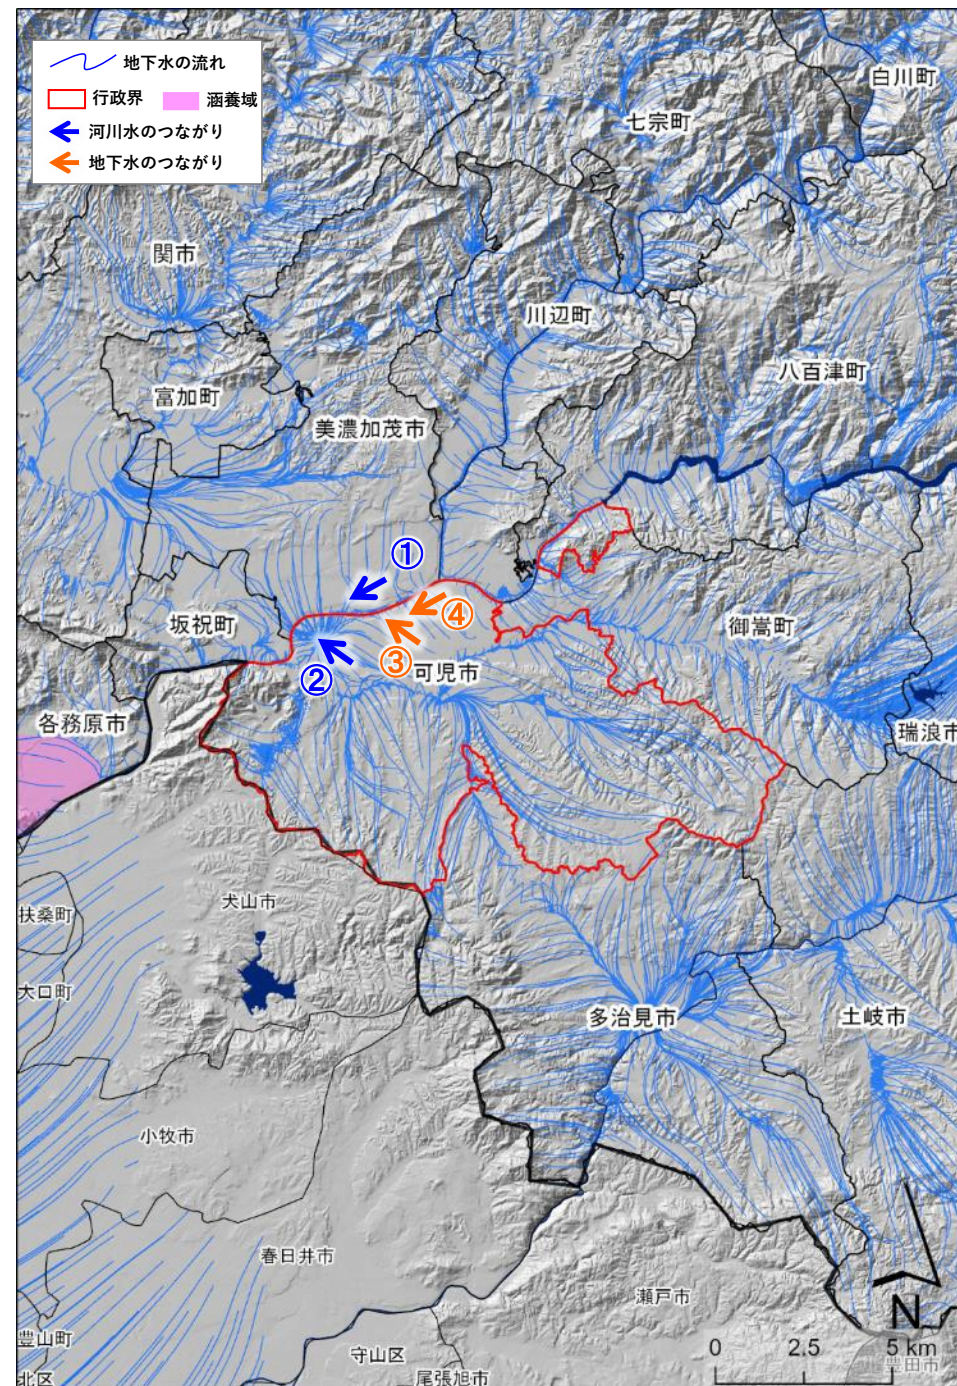 地下水の流れ
行政界
涵養域
河川水のつながり
地下水のつながり
白川町
七宗町
関市
川辺町
八百津町
富加町
美濃加茂市
①
④
坂祝町
御嵩町
③
可児市
②
各務原市
瑞浪市
犬山市
扶桑町
大口町
多治見市
土岐市
小牧市
春日井市
瀬戸市
N
豊山町
守山区
0 2.5 5 km
豊田市
北区
尾張旭市